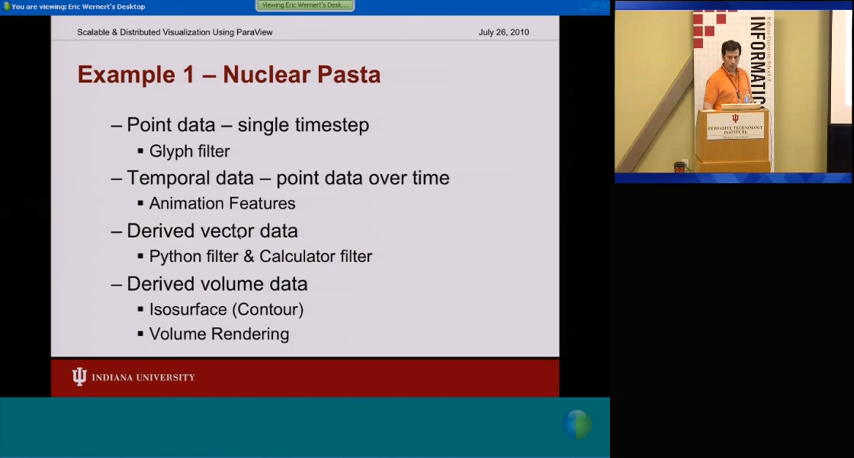 You are viewing: Eric Wernert's Desktop
Viewing Eric Wernert's Desk...
Scalable & Distributed Visualization Using ParaView
July 26, 2010
Example 1 – Nuclear Pasta
– Point data – single timestep
▪ Glyph filter
– Temporal data – point data over time
▪ Animation Features
– Derived vector data
▪ Python filter & Calculator filter
– Derived volume data
▪ Isosurface (Contour)
▪ Volume Rendering
INDIANA UNIVERSITY
INFORMATIC
PERVASIVE TECHNOLOGY
INSTITUTE